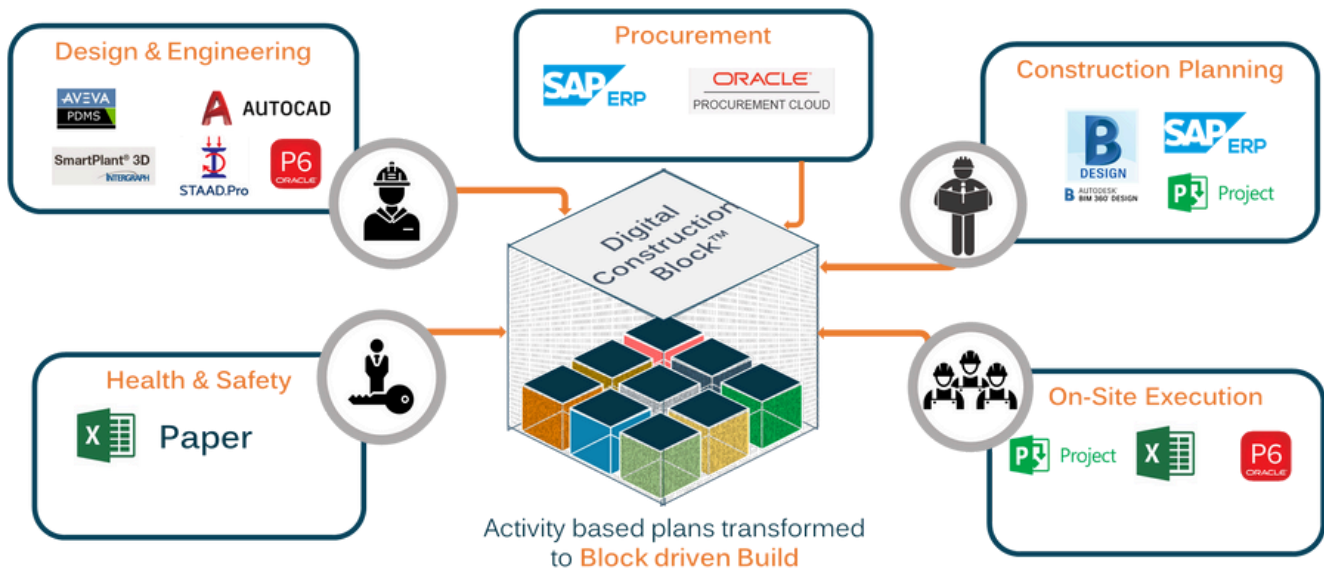 Design & Engineering
AVEVA
PDMS
AUTOCAD
SmartPlant® 3D
INTERGRAPH
STAAD.Pro
P6
ORACLE
Procurement
SAP ERP
ORACLE®
PROCUREMENT CLOUD
Construction Planning
B
DESIGN
B AUTODESK®
BIM 360® DESIGN
SAP ERP
P Project
Digital
Construction
Block™
Health & Safety
X
Paper
On-Site Execution
P Project
X
P6
ORACLE
Activity based plans transformed
to Block driven Build